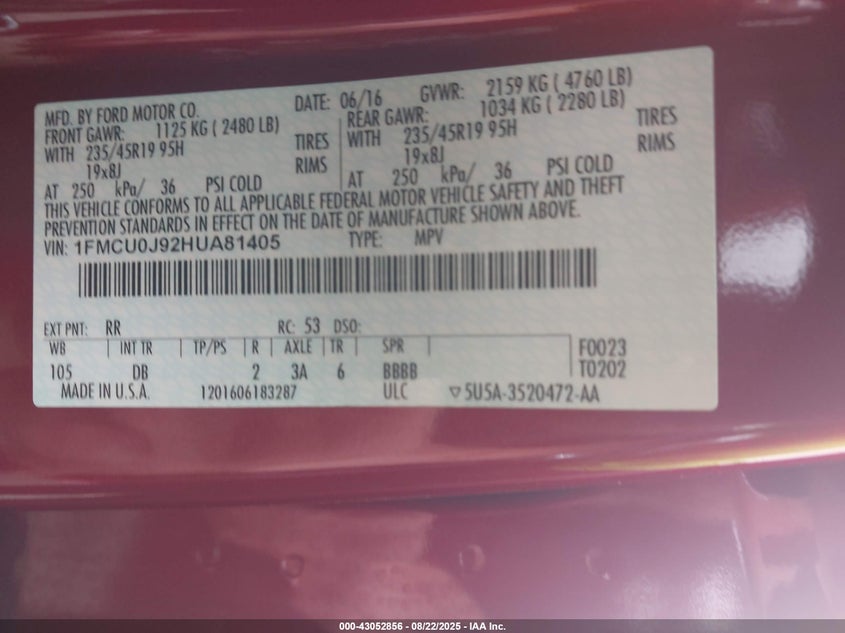 MFD. BY FORD MOTOR CO. DATE: 06/16 GVWR: 2159 KG ( 4760 LB)
FRONT GAWR: 1125 KG ( 2480 LB) REAR GAWR: 1034 KG ( 2280 LB)
WITH 235/45R19 95H TIRES WITH 235/45R19 95H TIRES
19x8J RIMS 19x8J RIMS
AT 250 kPa/ 36 PSI COLD AT 250 kPa/ 36 PSI COLD
THIS VEHICLE CONFORMS TO ALL APPLICABLE FEDERAL MOTOR VEHICLE SAFETY AND THEFT
PREVENTION STANDARDS IN EFFECT ON THE DATE OF MANUFACTURE SHOWN ABOVE.
VIN: 1FMCU0J92HUA81405 TYPE: MPV
EXT PNT: RR RC: 53 DSO:
WB INT TR TP/PS R AXLE TR SPR F0023
105 DB 2 3A 6 BBBB T0202
MADE IN U.S.A. 1201606183287 ULC ▽5U5A-3520472-AA
000-43052856 - 08/22/2025 - IAA Inc.